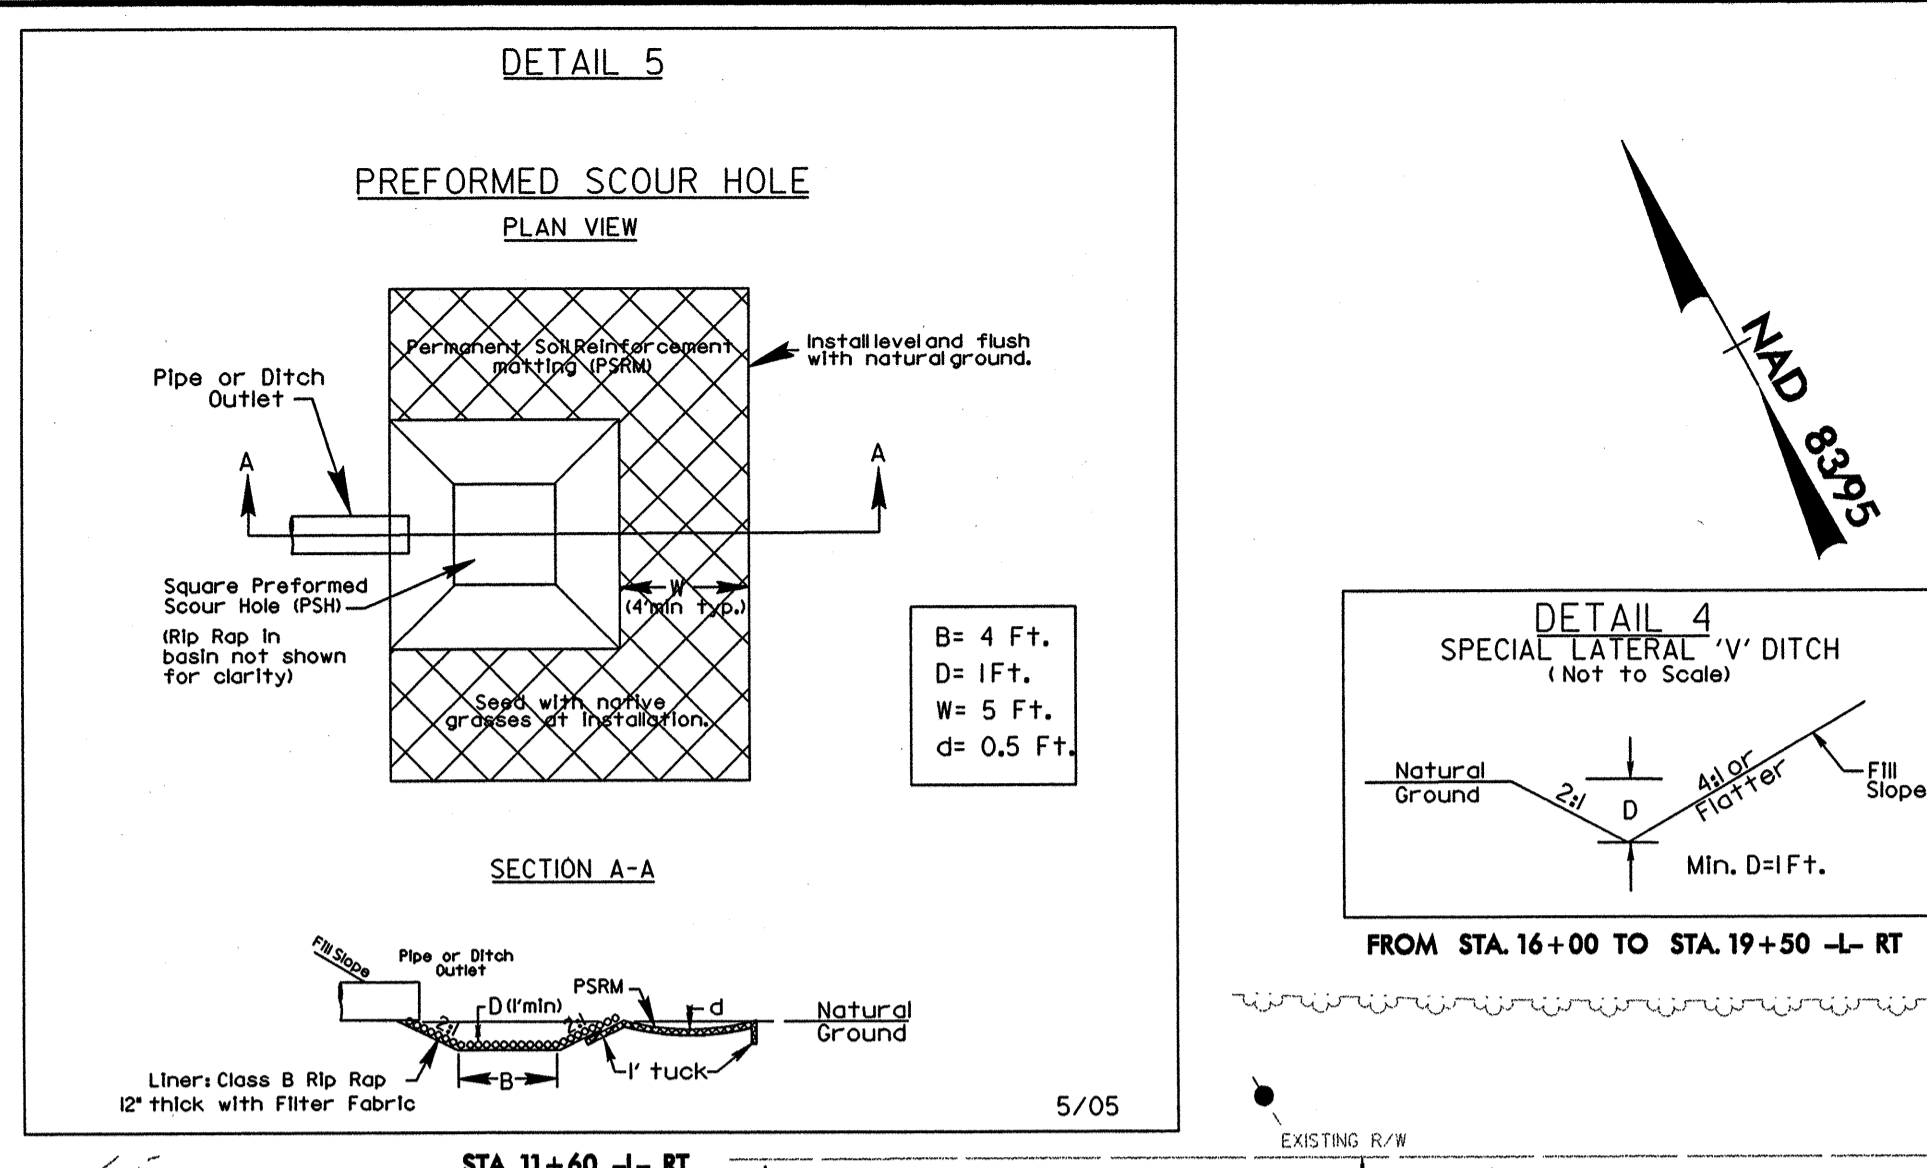 DETAIL 5
PREFORMED SCOUR HOLE
PLAN VIEW
Permanent Soil Reinforcement
matting (PSRM)
Install level and flush
with natural ground.
Pipe or Ditch
Outlet
A
A
Square Preformed
Scour Hole (PSH)
(Rip Rap in
basin not shown
for clarity)
W
(4'min typ.)
Seed with native
grasses at installation.
B= 4 Ft.
D= 1Ft.
W= 5 Ft.
d= 0.5 Ft.
SECTION A-A
Fill Slope
Pipe or Ditch
Outlet
2:1
D (1'min)
2:1
PSRM
d
Natural
Ground
B
1' tuck
Liner: Class B Rip Rap
12" thick with Filter Fabric
5/05
STA. 11+60 -L- RT
NAD 83/95
DETAIL 4
SPECIAL LATERAL 'V' DITCH
(Not to Scale)
Natural
Ground
2:1
D
4:1 or
Flatter
Fill
Slope
Min. D=1Ft.
FROM STA. 16+00 TO STA. 19+50 -L- RT
EXISTING R/W